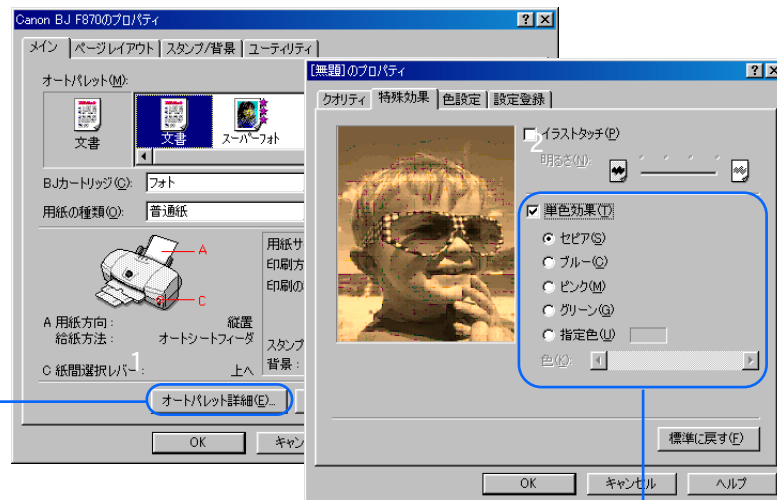 Canon BJ F870のプロパティ
メイン
ページレイアウト
スタンプ/背景
ユーティリティ
オートパレット(M):
文書
文書
スーパーフォト
BJカートリッジ(C):
フォト
用紙の種類(O):
普通紙
A
C
用紙サ
印刷方
印刷の
A 用紙方向:
縦置
給紙方法:
オートシートフィーダ
スタンプ
C 紙間選択レバー:
上へ
背景:
1
オートパレット詳細(E)...
OK
キャン
[無題]のプロパティ
クオリティ
特殊効果
色設定
設定登録
イラストタッチ(P)
2
明るさ(N):
単色効果(T)
セピア(S)
ブルー(C)
ピンク(M)
グリーン(G)
指定色(U)
色(K):
標準に戻す(F)
OK
キャンセル
ヘルプ